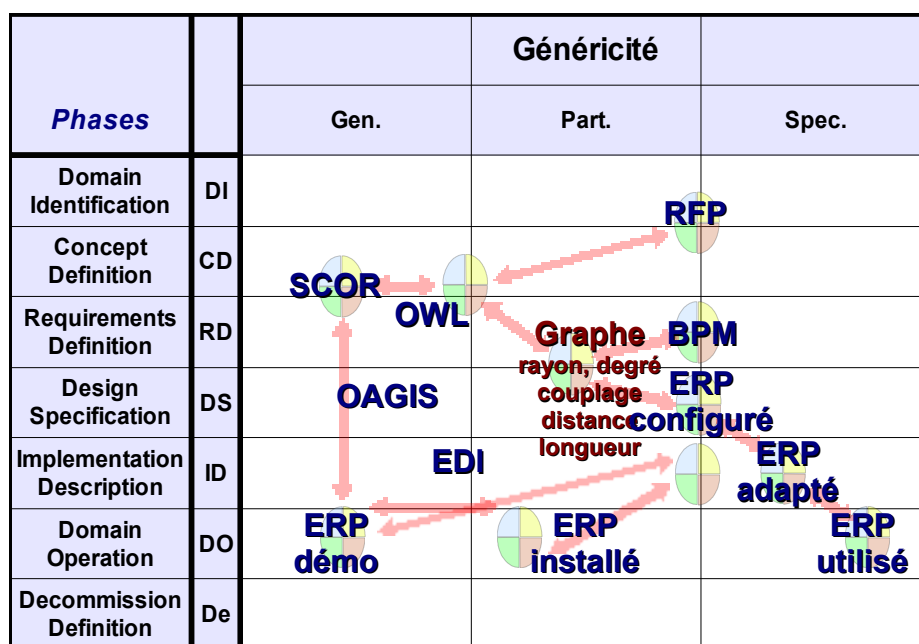 Génériticité
Phases
Gen.
Part.
Spec.
Domain
Identification
DI
RFP
Concept
Definition
CD
SCOR
OWL
Requirements
Definition
RD
Graphe
rayon, degré
couplage
distance
longueur
BPM
Design
Specification
DS
OAGIS
ERP
configuré
Implementation
Description
ID
EDI
ERP
adapté
Domain
Operation
DO
ERP
démo
ERP
installé
ERP
utilisé
Decommission
Definition
De